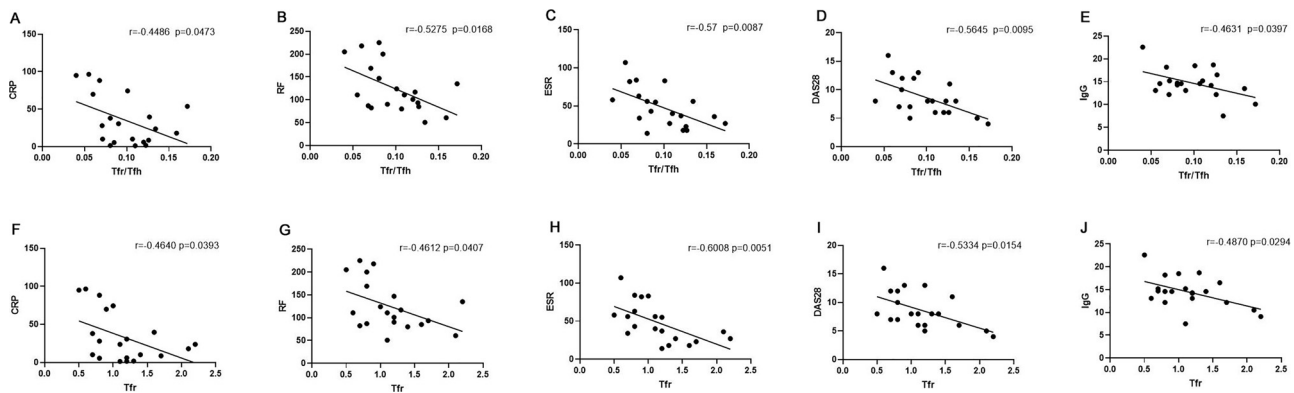 A
r=-0.4486 p=0.0473
CRP
150
100
50
0
0.00 0.05 0.10 0.15 0.20
Tfr/Tfh
B
r=-0.5275 p=0.0168
RF
250
200
150
100
50
0
0.00 0.05 0.10 0.15 0.20
Tfr/Tfh
C
r=-0.57 p=0.0087
ESR
150
100
50
0
0.00 0.05 0.10 0.15 0.20
Tfr/Tfh
D
r=-0.5645 p=0.0095
DAS28
20
15
10
5
0
0.00 0.05 0.10 0.15 0.20
Tfr/Tfh
E
r=-0.4631 p=0.0397
IgG
25
20
15
10
5
0
0.00 0.05 0.10 0.15 0.20
Tfr/Tfh
F
r=-0.4640 p=0.0393
CRP
150
100
50
0
0.0 0.5 1.0 1.5 2.0 2.5
Tfr
G
r=-0.4612 p=0.0407
RF
250
200
150
100
50
0
0.0 0.5 1.0 1.5 2.0 2.5
Tfr
H
r=-0.6008 p=0.0051
ESR
150
100
50
0
0.0 0.5 1.0 1.5 2.0 2.5
Tfr
I
r=-0.5334 p=0.0154
DAS28
20
15
10
5
0
0.0 0.5 1.0 1.5 2.0 2.5
Tfr
J
r=-0.4870 p=0.0294
IgG
25
20
15
10
5
0
0.0 0.5 1.0 1.5 2.0 2.5
Tfr